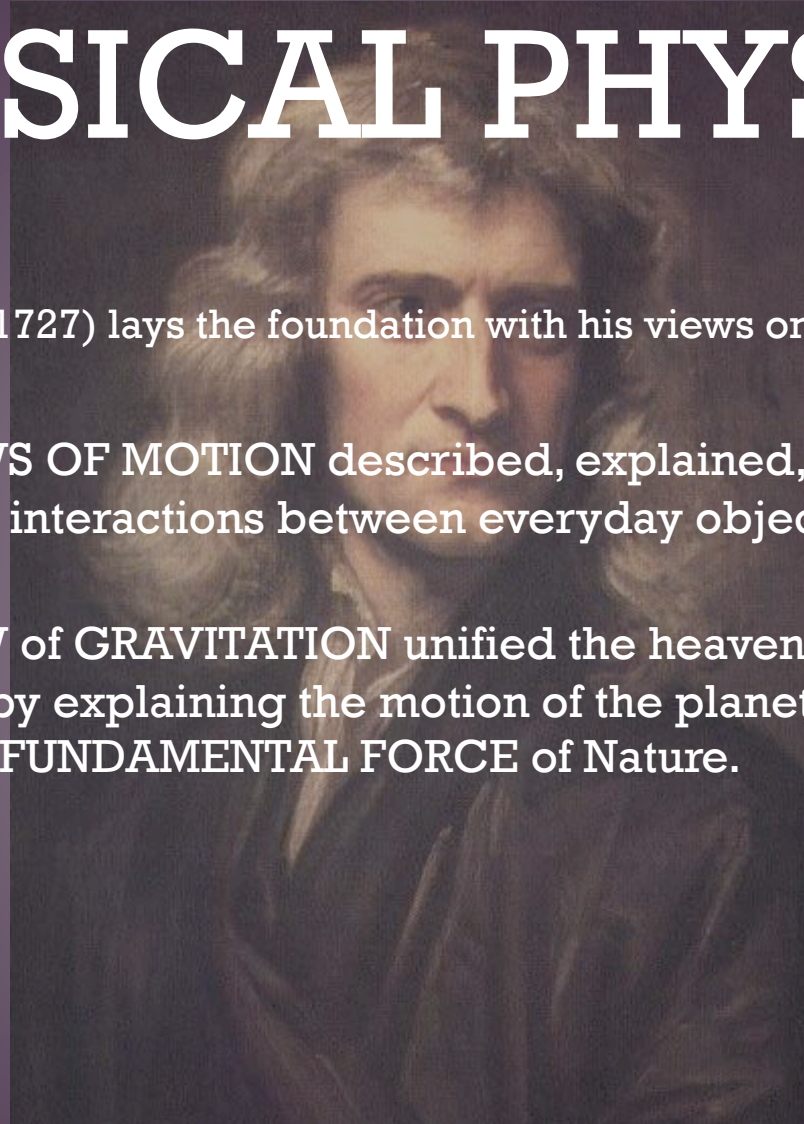 SICAL PHYS
1727) lays the foundation with his views on
WS OF MOTION described, explained,
interactions between everyday objec
W of GRAVITATION unified the heaven
by explaining the motion of the planet
FUNDAMENTAL FORCE of Nature.